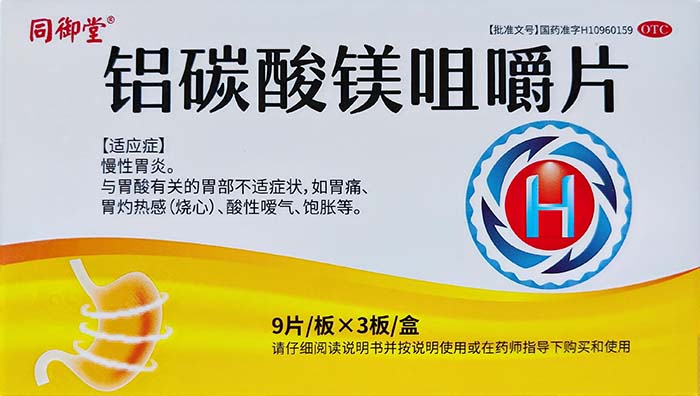 同御堂®
【批准文号】国药准字H10960159 OTC
铝碳酸镁咀嚼片
【适应症】
慢性胃炎。
与胃酸有关的胃部不适症状,如胃痛、
胃灼热感(烧心)、酸性嗳气、饱胀等。
H
9片/板×3板/盒
请仔细阅读说明书并按说明使用或在药师指导下购买和使用